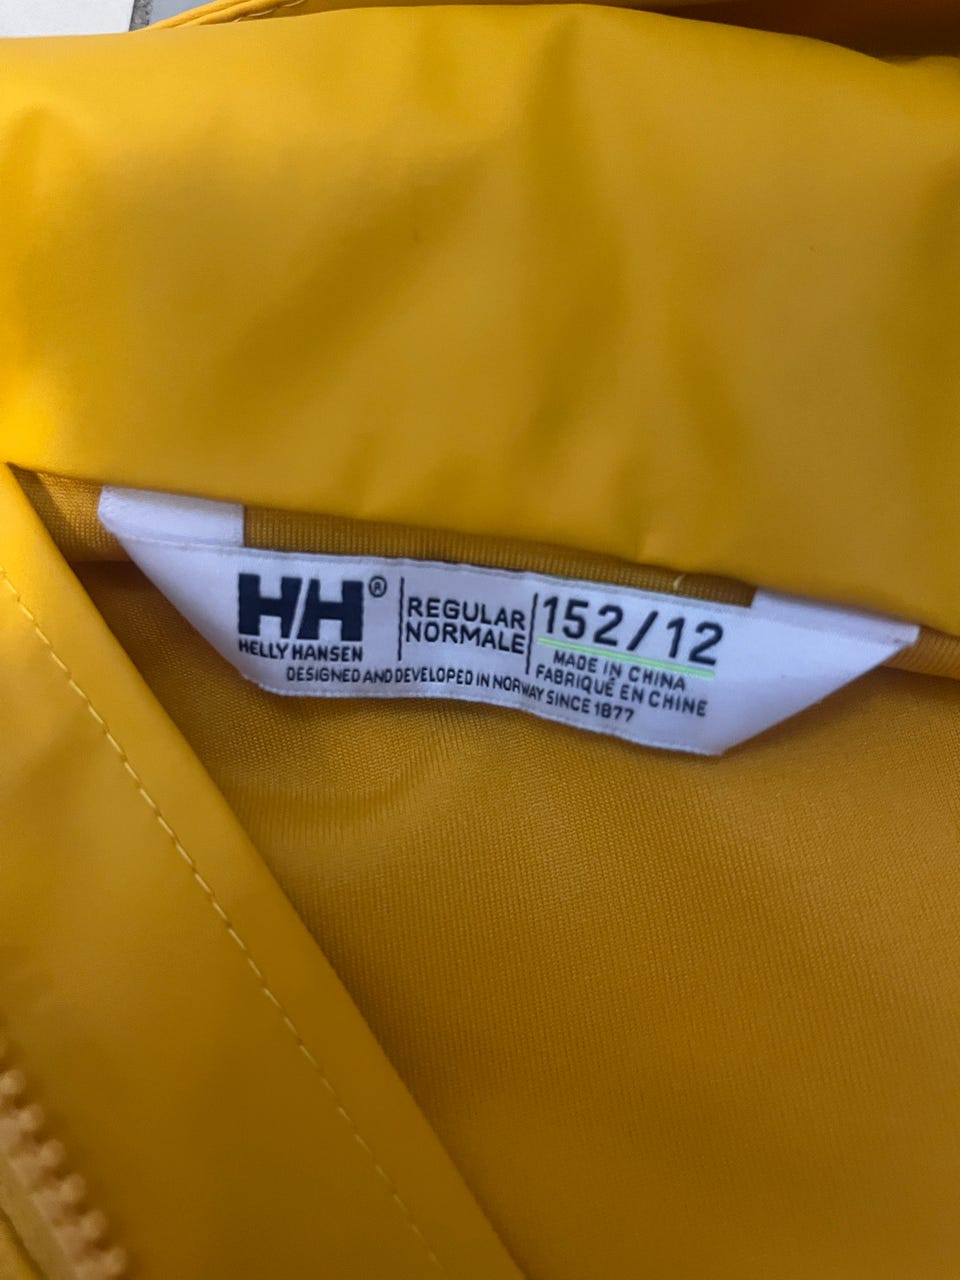 HH®
HELLY HANSEN
REGULAR
NORMALE
152/12
MADE IN CHINA
FABRIQUÉ EN CHINE
DESIGNED AND DEVELOPED IN NORWAY SINCE 1877